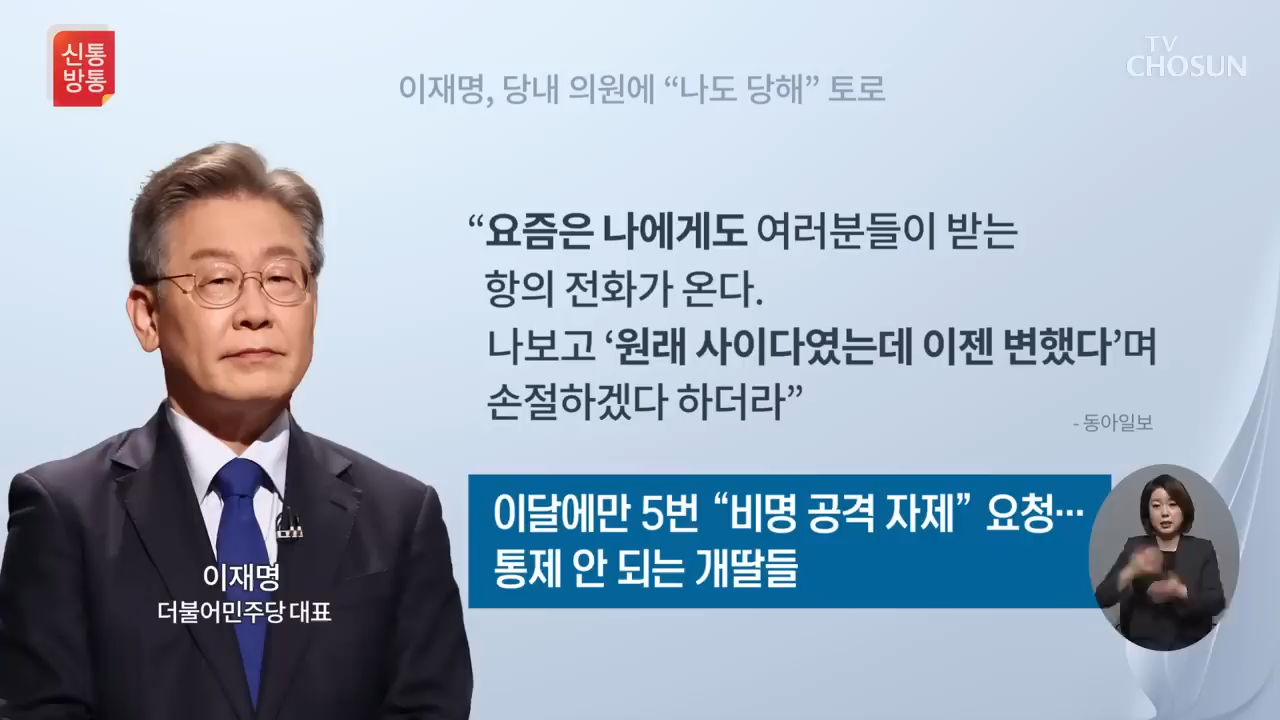 신통
방통
TV
CHOSUN
이재명, 당내 의원에 “나도 당해” 토로
“요즘은 나에게도 여러분들이 받는
항의 전화가 온다.
나보고 ‘원래 사이다였는데 이젠 변했다’며
손절하겠다 하더라”
- 동아일보
이달에만 5번 “비명 공격 자제” 요청…
통제 안 되는 개딸들
이재명
더불어민주당 대표